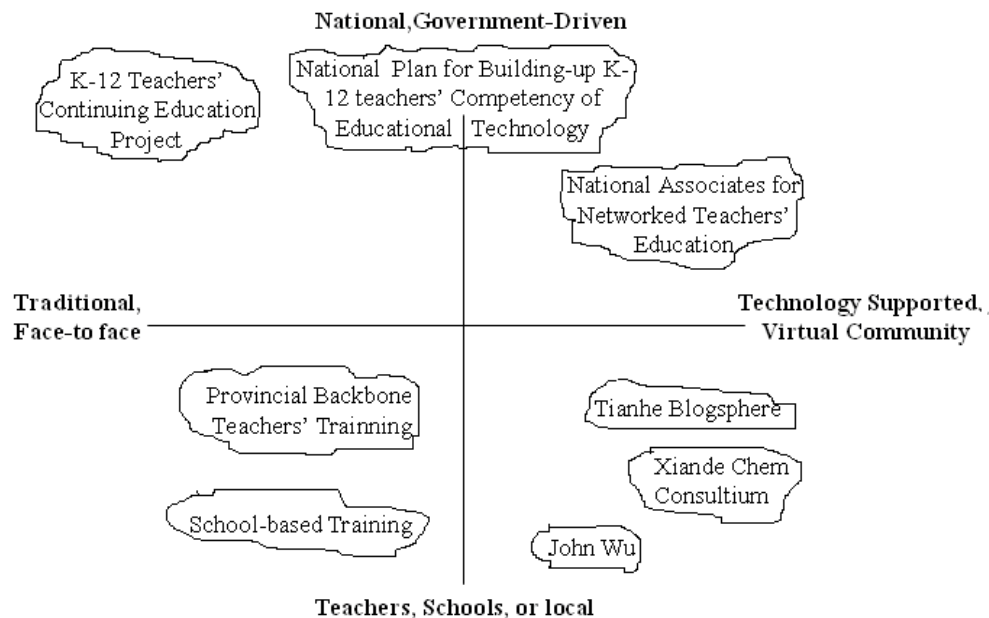 National,Government-Driven
K-12 Teachers'
Continuing Education
Project
National Plan for Building-up K-
12 teachers' Competency of
Educational Technology
National Associates for
Networked Teachers'
Education
Traditional,
Face-to face
Technology Supported,
Virtual Community
Provincial Backbone
Teachers' Trainning
Tianhe Blogsphere
Xiande Chem
Consultium
School-based Training
John Wu
Teachers, Schools, or local